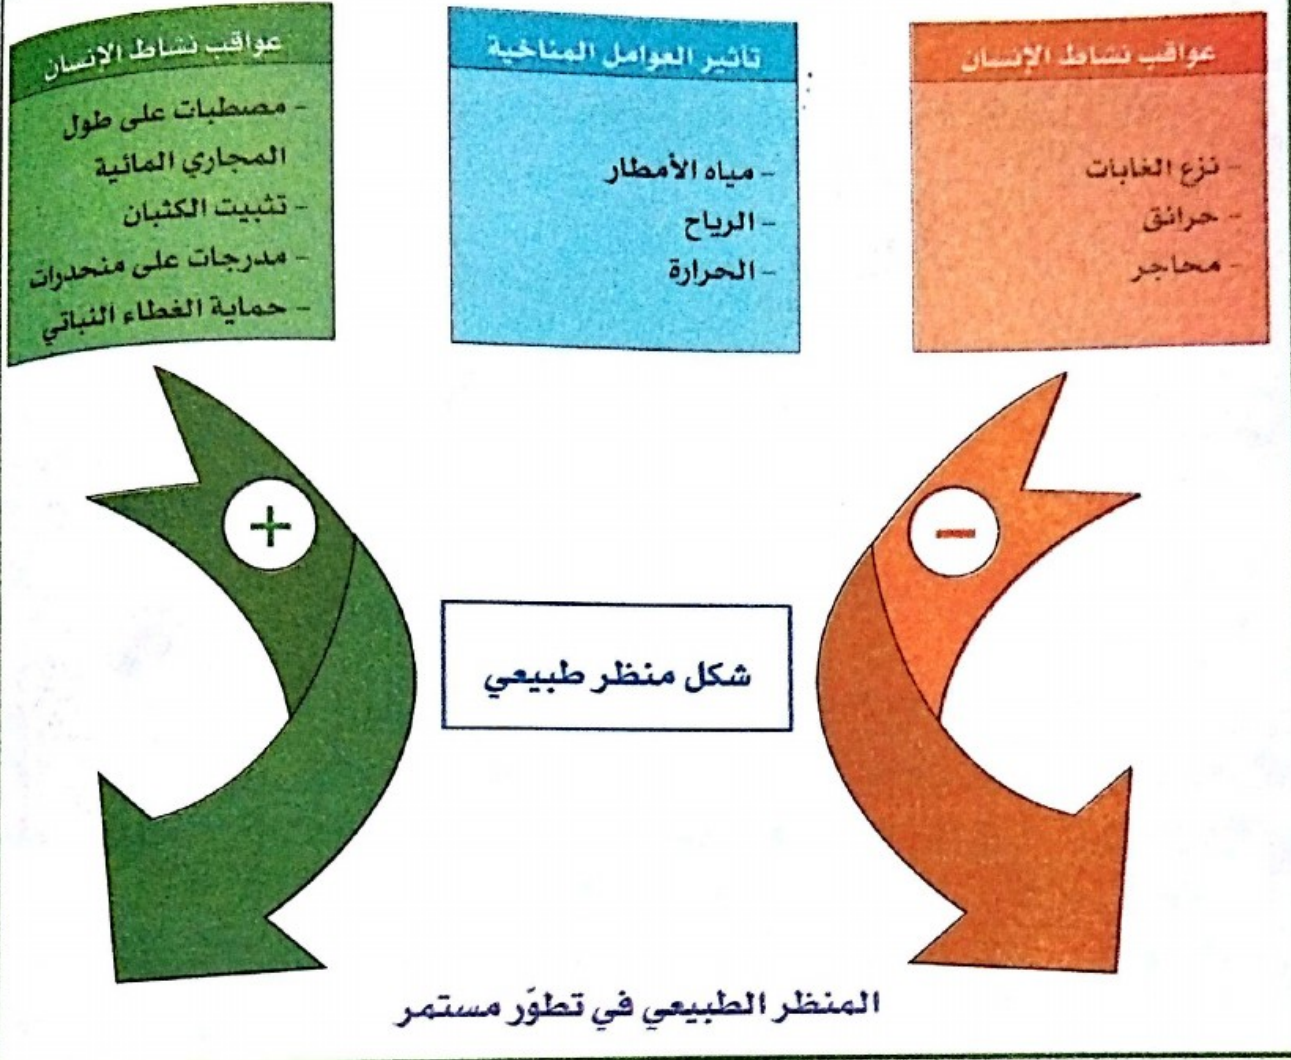 عواقب نشاط الإنسان
- نزع الغابات
- حرائق
- محاجر
تأثير العوامل المناخية
- مياه الأمطار
- الرياح
- الحرارة
عواقب نشاط الإنسان
- مصطبات على طول
المجاري المائية
- تثبيت الكثبان
- مدرجات على منحدرات
- حماية الغطاء النباتي
−
+
شكل منظر طبيعي
المنظر الطبيعي في تطوّر مستمر